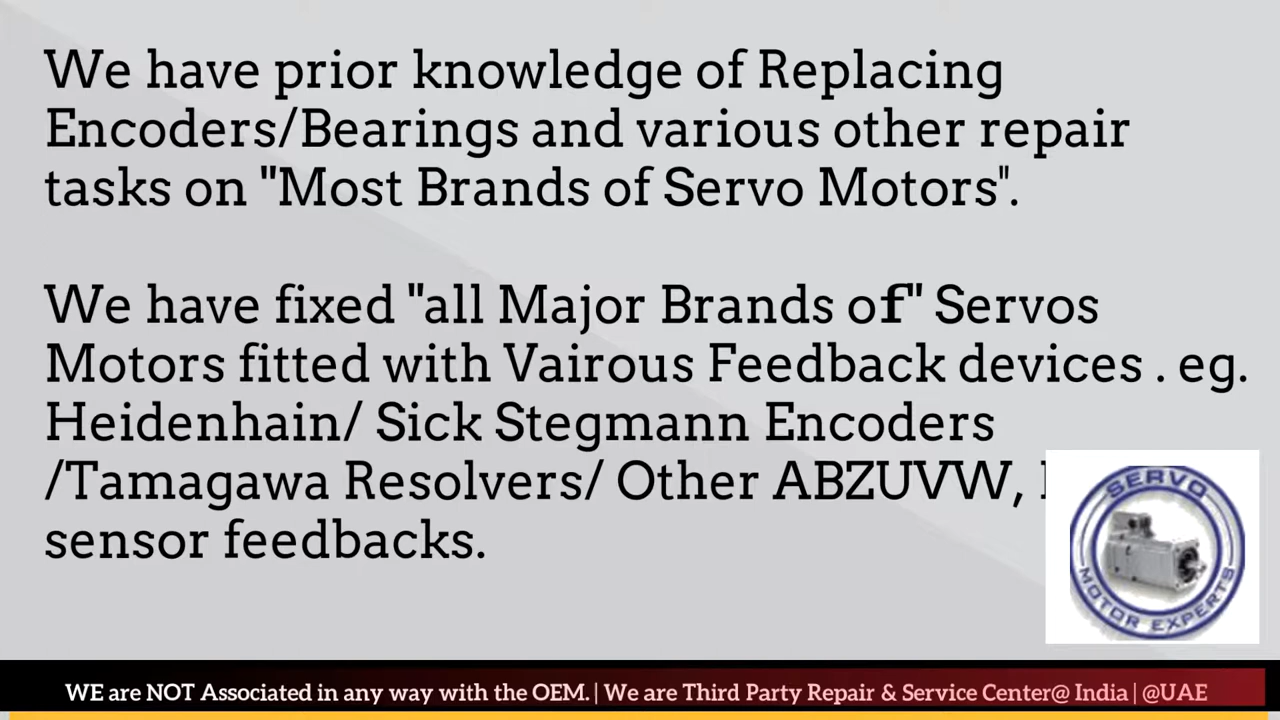 We have prior knowledge of Replacing
Encoders/Bearings and various other repair
tasks on "Most Brands of Servo Motors".
We have fixed "all Major Brands of" Servos
Motors fitted with Vairous Feedback devices . eg.
Heidenhain/ Sick Stegmann Encoders
/Tamagawa Resolvers/ Other ABZUVW,
sensor feedbacks.
SERVO
MOTOR EXPERTS
WE are NOT Associated in any way with the OEM. | We are Third Party Repair & Service Center@ India | @UAE